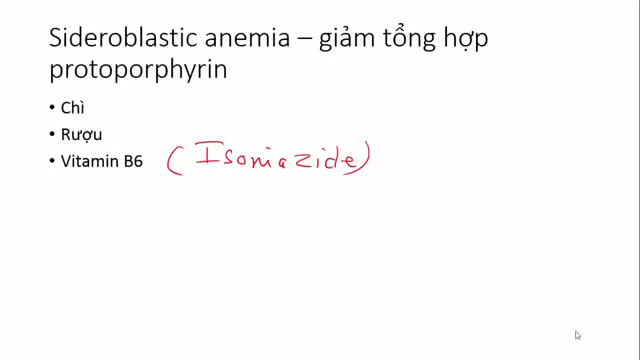 Sideroblastic anemia – giảm tổng hợp
protoporphyrin
• Chì
• Rượu
• Vitamin B6 (Isoniazide)